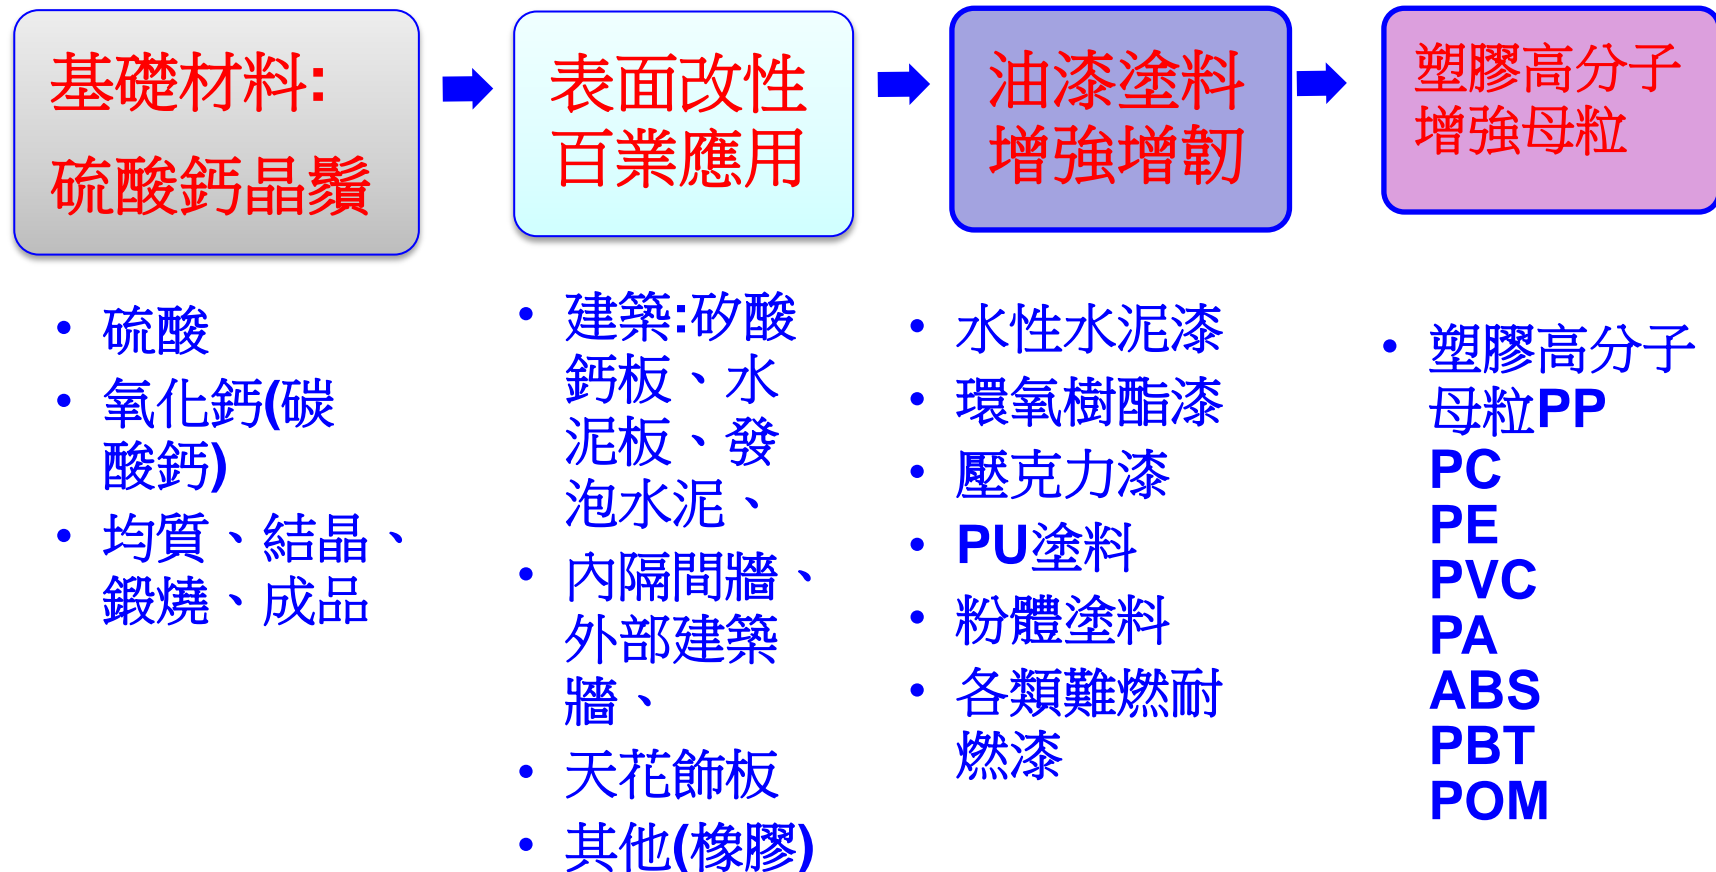 基礎材料:
硫酸鈣晶鬚
表面改性
百業應用
油漆塗料
增強增韌
塑膠高分子
增強母粒
• 硫酸
• 氧化鈣(碳
酸鈣)
• 均質、結晶、
鍛燒、成品
• 建築:矽酸
鈣板、水
泥板、發
泡水泥、
• 內隔間牆、
外部建築
牆、
• 天花飾板
• 其他(橡膠)
• 水性水泥漆
• 環氧樹酯漆
• 壓克力漆
• PU塗料
• 粉體塗料
• 各類難燃耐
燃漆
• 塑膠高分子
母粒PP
PC
PE
PVC
PA
ABS
PBT
POM